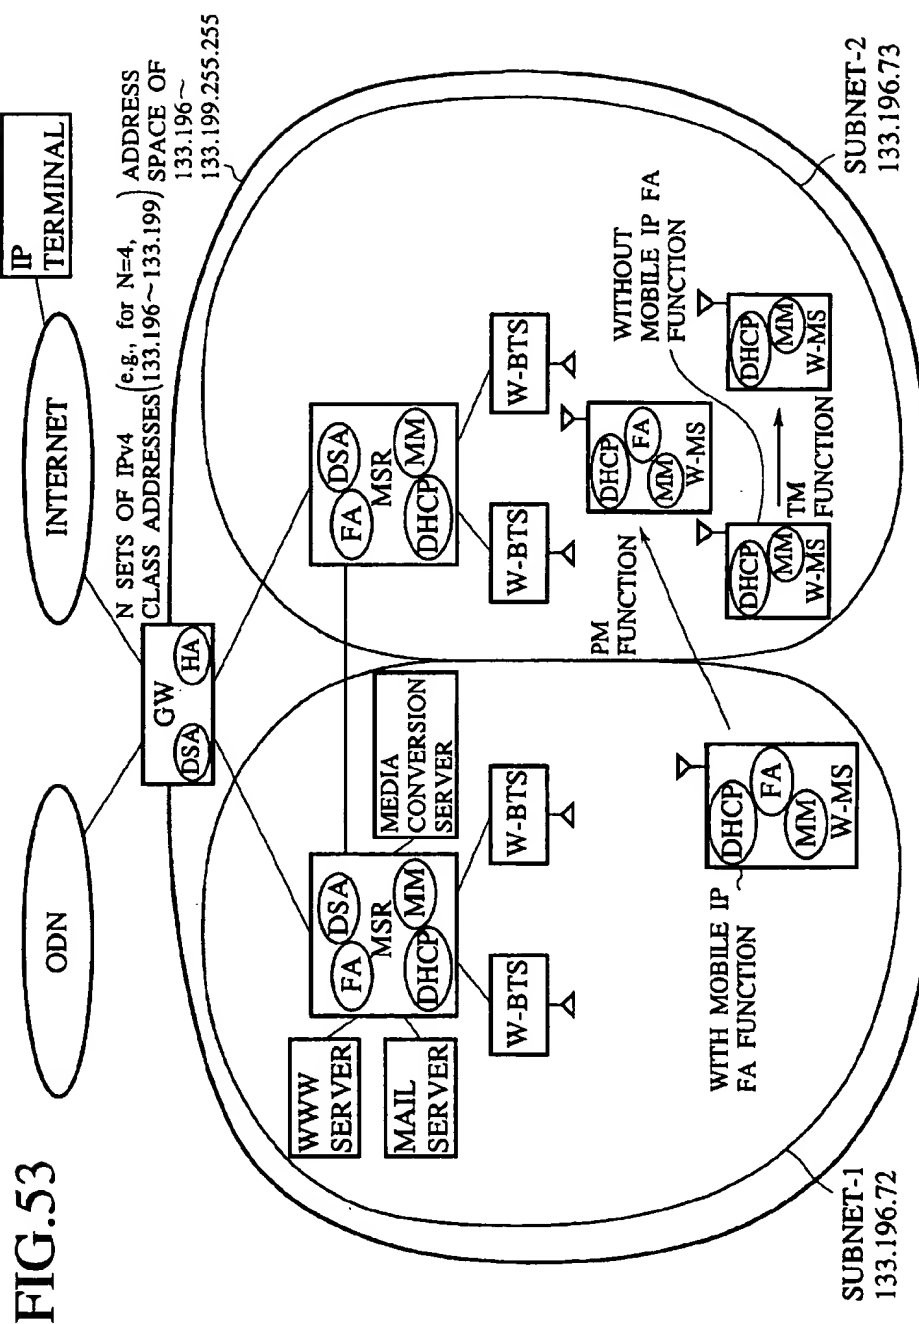 FIG.53
ODN
INTERNET
IP
TERMINAL
N SETS OF IPv4
CLASS ADDRESSES
(e.g., for N=4,
133.196~133.199)
ADDRESS
SPACE OF
133.196~
133.199.255.255
GW
DSA
HA
WWW
SERVER
MAIL
SERVER
DSA
FA
MSR
MM
DHCP
MEDIA
CONVERSION
SERVER
DSA
FA
MSR
MM
DHCP
W-BTS
W-BTS
W-BTS
W-BTS
PM
FUNCTION
DHCP
FA
MM
W-MS
WITHOUT
MOBILE IP FA
FUNCTION
WITH MOBILE IP
FA FUNCTION
DHCP
FA
MM
W-MS
DHCP
MM
W-MS
TM
FUNCTION
DHCP
MM
W-MS
SUBNET-1
133.196.72
SUBNET-2
133.196.73